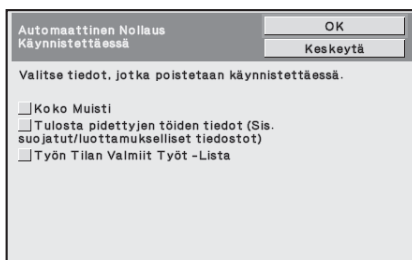 Automaattinen Nollaus
Käynnistettäessä
OK
Keskeytä
Valitse tiedot, jotka poistetaan käynnistettäessä.
Koko Muisti
Tulosta pidettyjen töiden tiedot (Sis.
suojatut/luottamukselliset tiedostot)
Työn Tilan Valmiit Työt -Lista